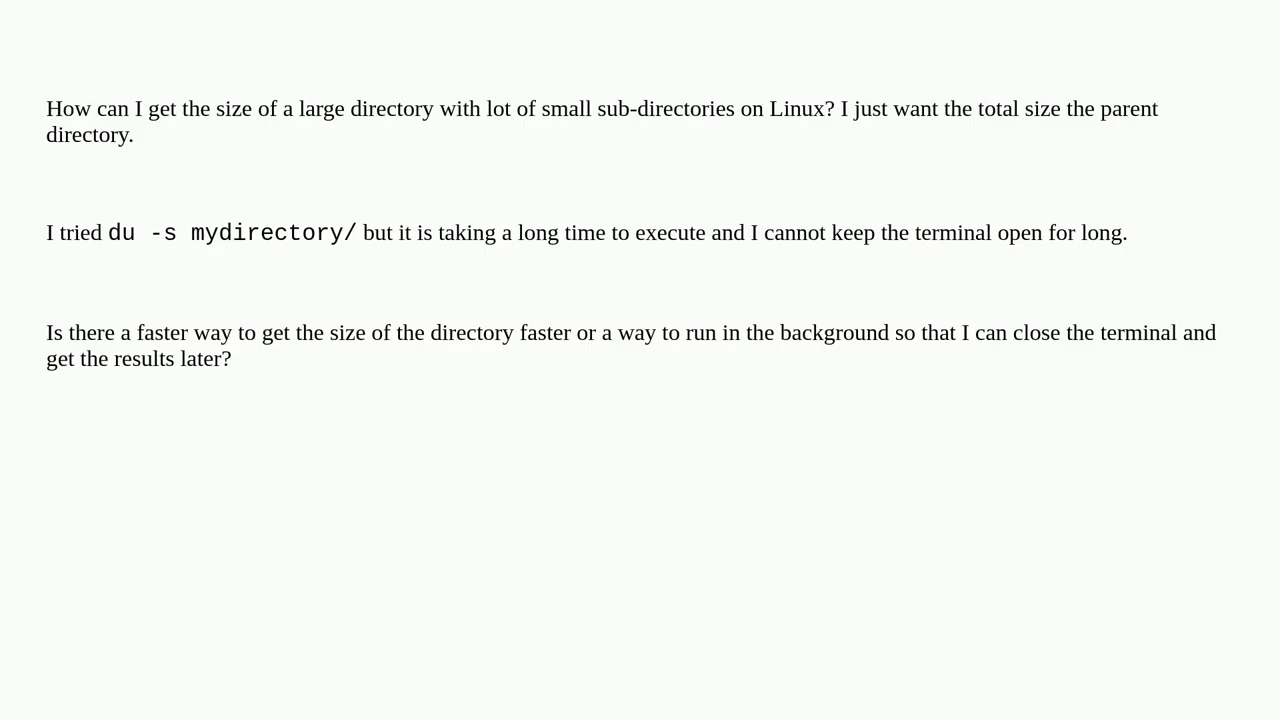 How can I get the size of a large directory with lot of small sub-directories on Linux? I just want the total size the parent
directory.
I tried du -s mydirectory/ but it is taking a long time to execute and I cannot keep the terminal open for long.
Is there a faster way to get the size of the directory faster or a way to run in the background so that I can close the terminal and
get the results later?